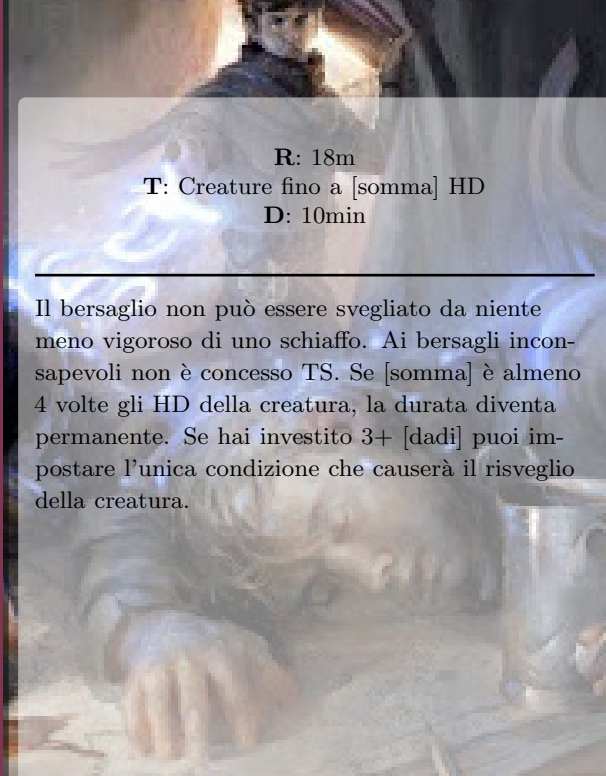 R: 18m
T: Creature fino a [somma] HD
D: 10min
Il bersaglio non può essere svegliato da niente
meno vigoroso di uno schiaffo. Ai bersagli incon-
sapevoli non è concesso TS. Se [somma] è almeno
4 volte gli HD della creatura, la durata diventa
permanente. Se hai investito 3+ [dadi] puoi im-
postare l'unica condizione che causerà il risveglio
della creatura.